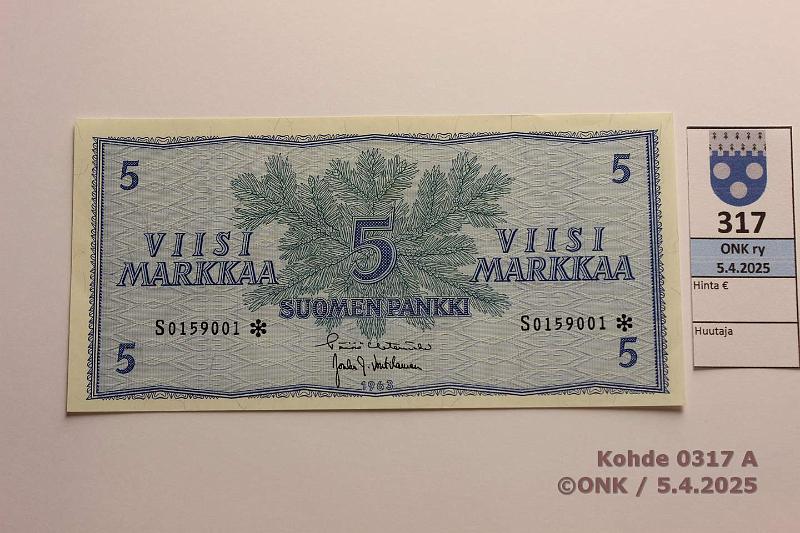 5
5
VIISI
MARKKAA
5
VIISI
MARKKAA
SUOMEN PANKKI
S0159001 *
S0159001 *
5
5
1963
317
ONK ry
5.4.2025
Hinta €
Huutaja
Kohde 0317 A
©ONK / 5.4.2025